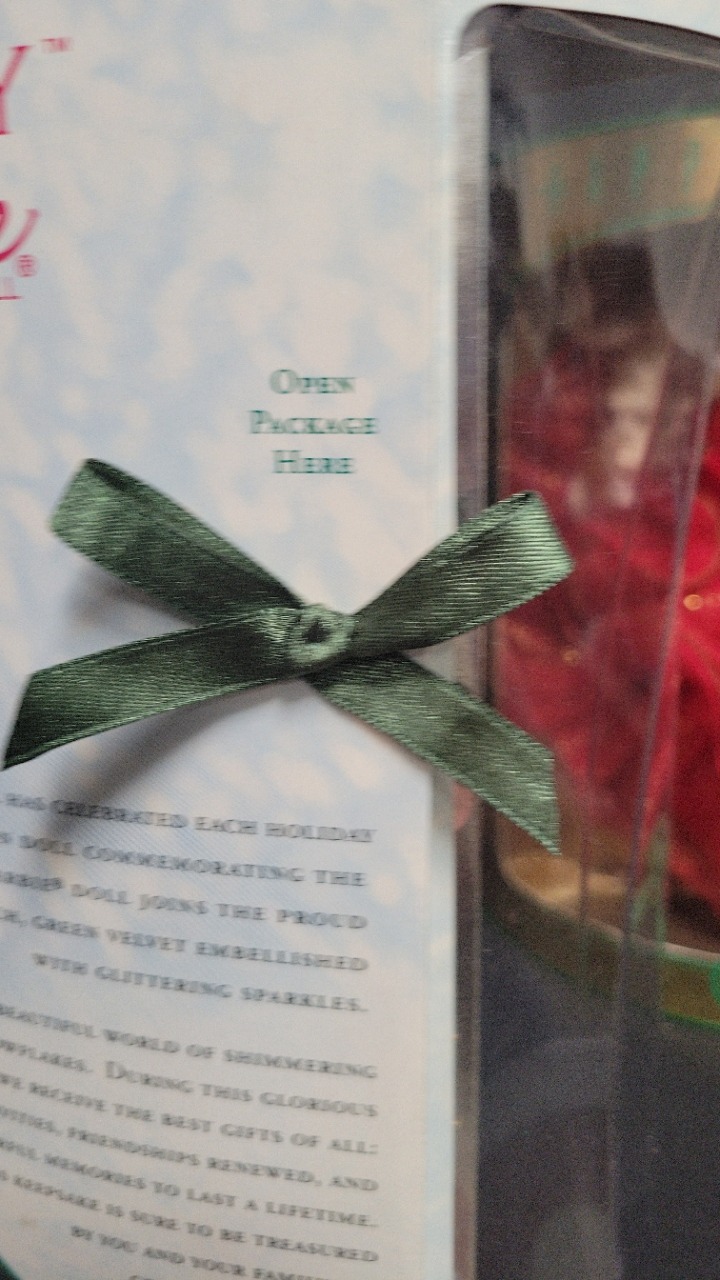 Y™
e®
OPEN
PACKAGE
HERE
HAS CELEBRATED EACH HOLIDAY
DOLL COMMEMORATING THE
DOLL JOINS THE PROUD
GREEN VELVET EMBELLISHED
WITH GLITTERING SPARKLES.
BEAUTIFUL WORLD OF SHIMMERING
DURING THIS GLORIOUS
WE RECEIVE THE BEST GIFTS OF ALL:
FRIENDSHIPS RENEWED, AND
MEMORIES TO LAST A LIFETIME.
KEEPSAKE IS SURE TO BE TREASURED
BY YOU AND YOUR